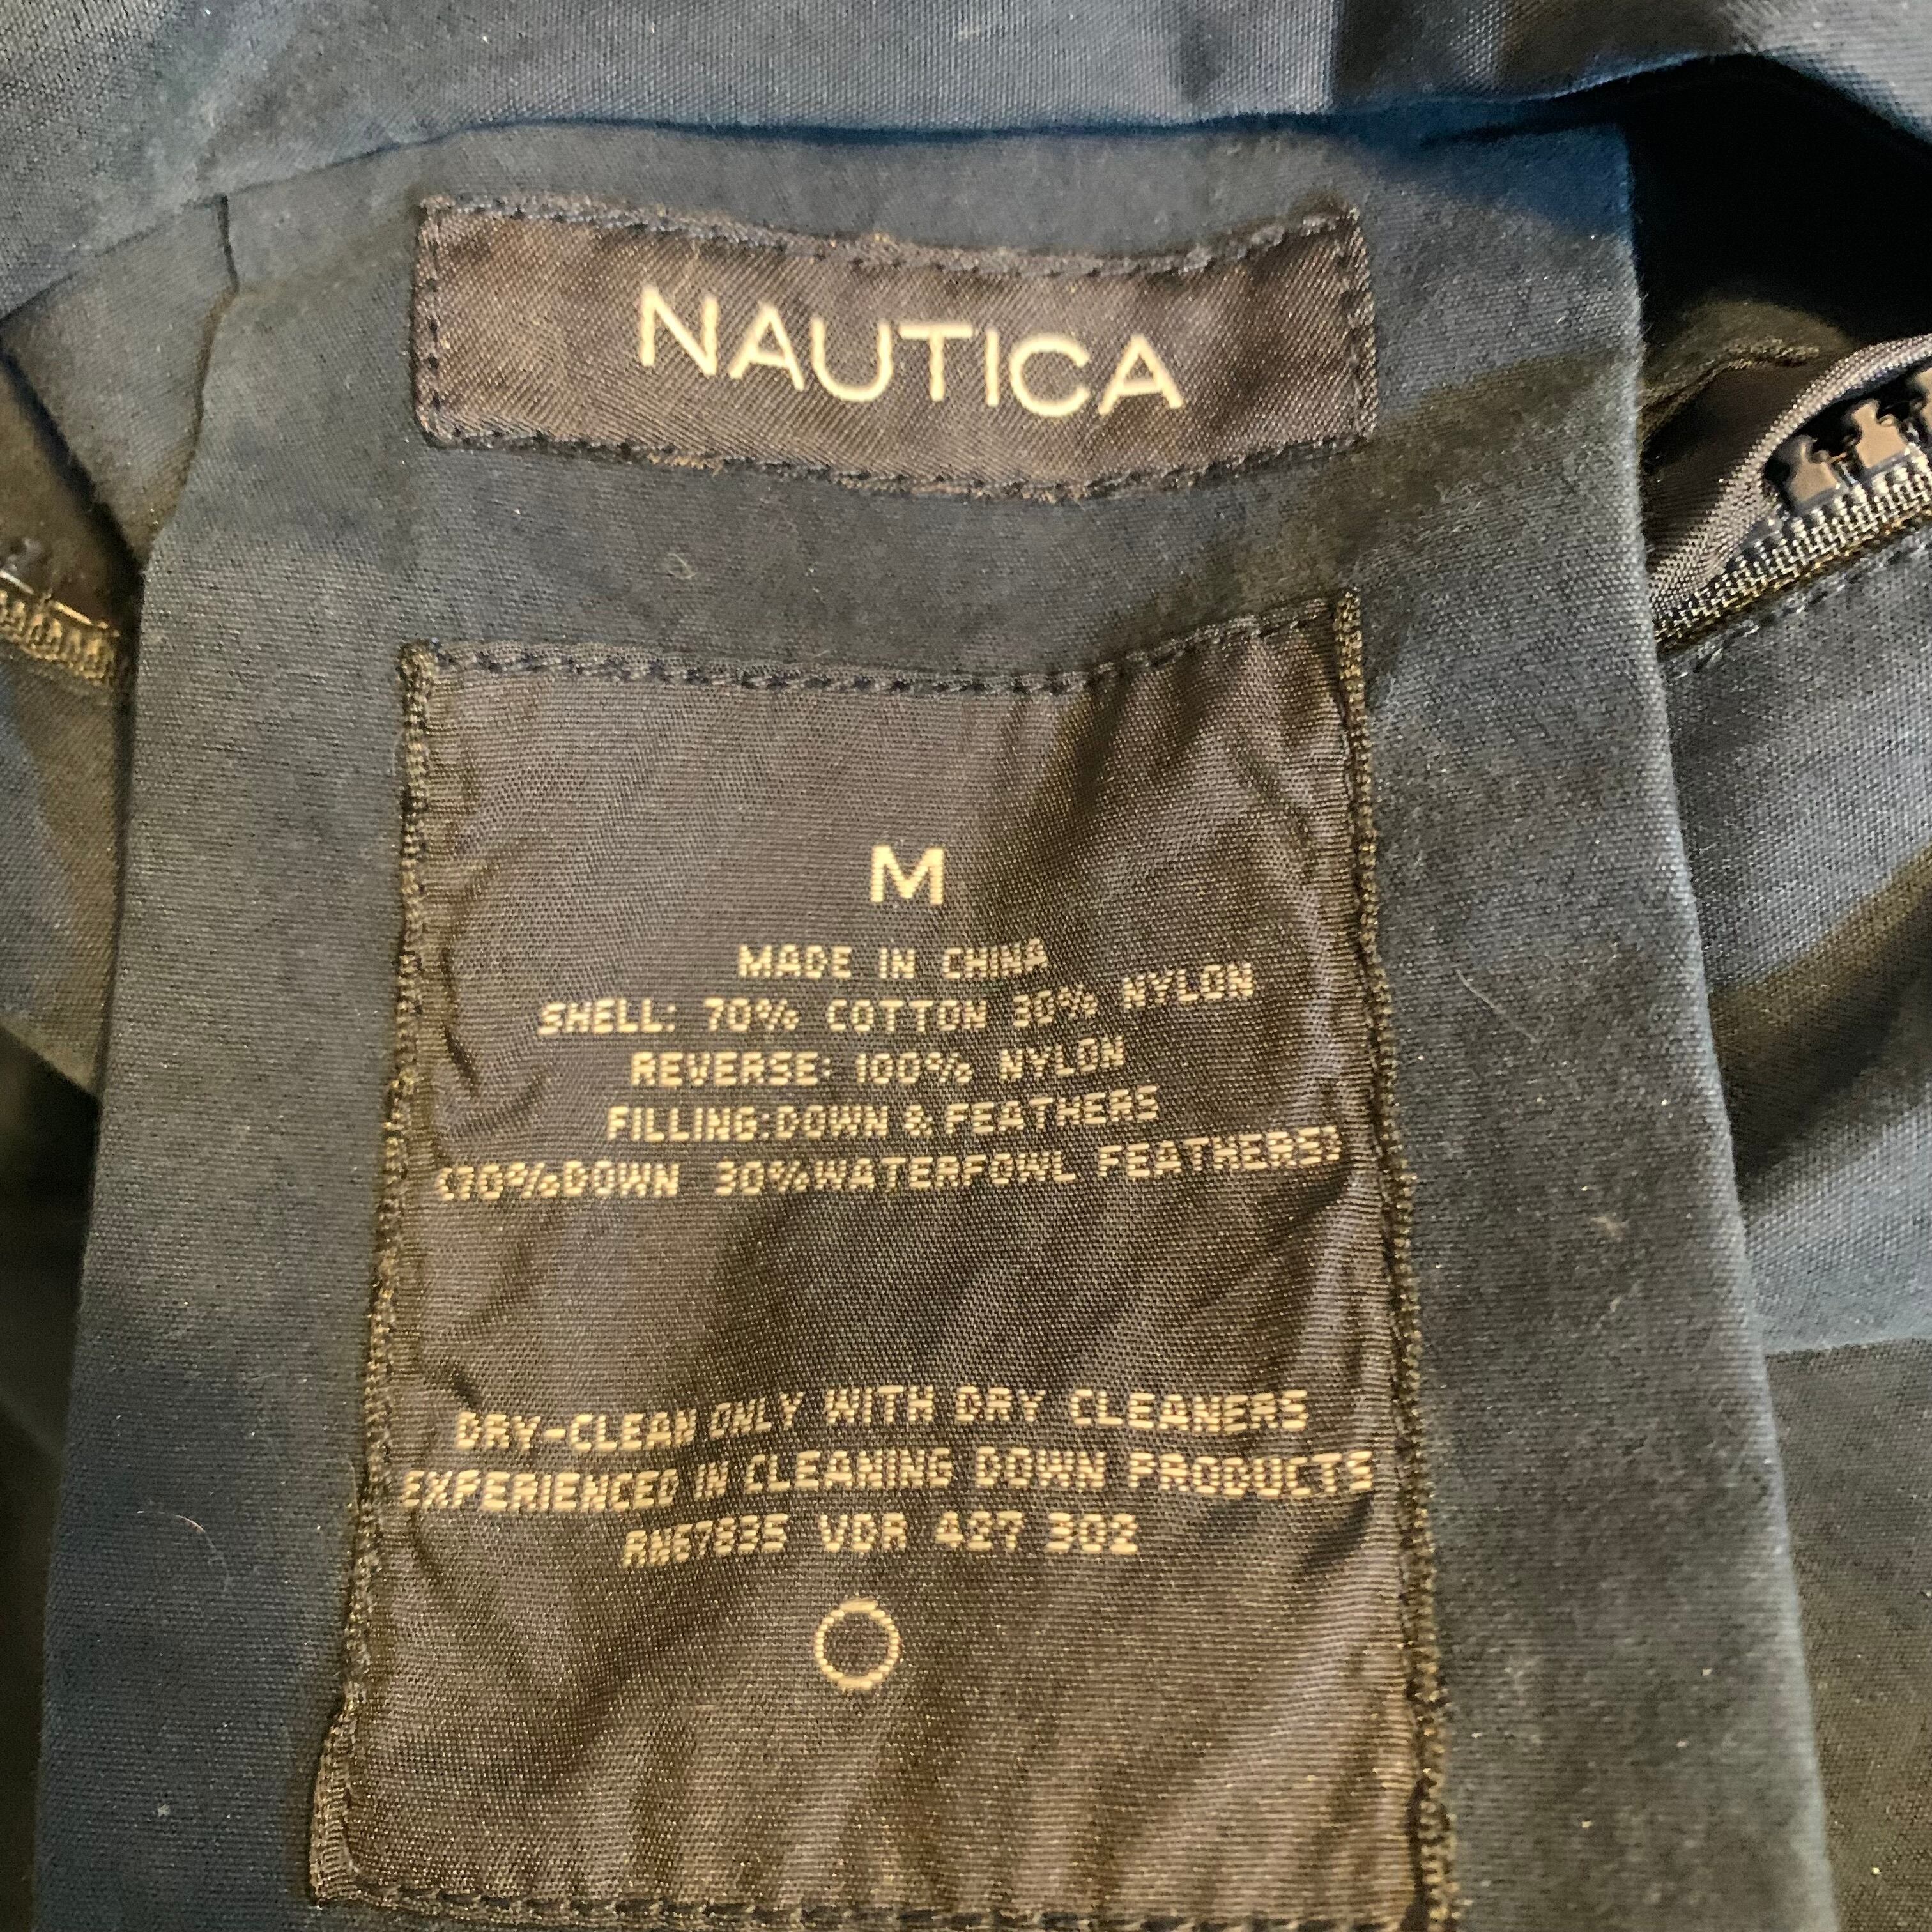 NAUTICA
M
MADE IN CHINA
SHELL: 70% COTTON 30% NYLON
REVERSE: 100% NYLON
FILLING:DOWN & FEATHERS
(70%DOWN 30%WATERFOWL FEATHERS)
DRY-CLEAN ONLY WITH DRY CLEANERS
EXPERIENCED IN CLEANING DOWN PRODUCTS
RN67835 VDR 427 302